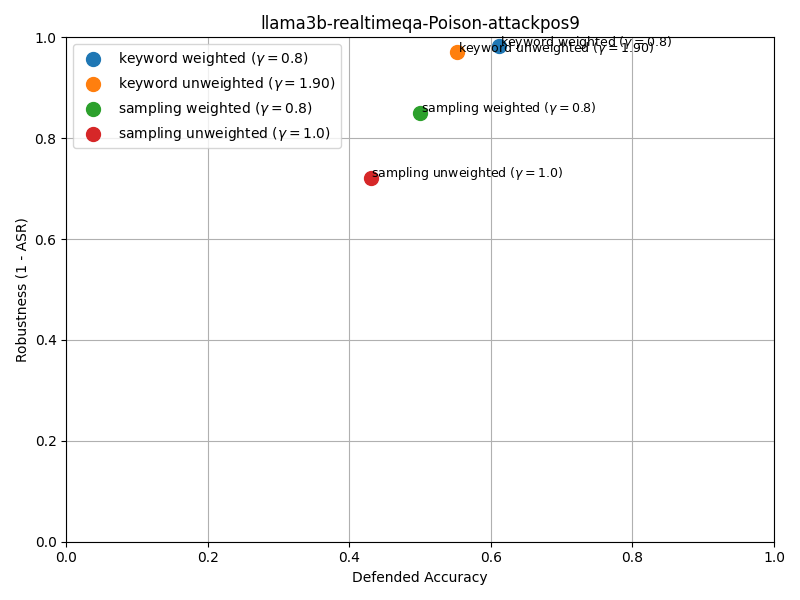 llama3b-realtimeqa-Poison-attackpos9
keyword weighted (γ = 0.8)
keyword unweighted (γ = 1.90)
sampling weighted (γ = 0.8)
sampling unweighted (γ = 1.0)
keyword weighted (γ = 0.8)
keyword unweighted (γ = 1.90)
sampling weighted (γ = 0.8)
sampling unweighted (γ = 1.0)
1.0
0.8
0.6
0.4
0.2
0.0
Robustness (1 - ASR)
0.0 0.2 0.4 0.6 0.8 1.0
Defended Accuracy